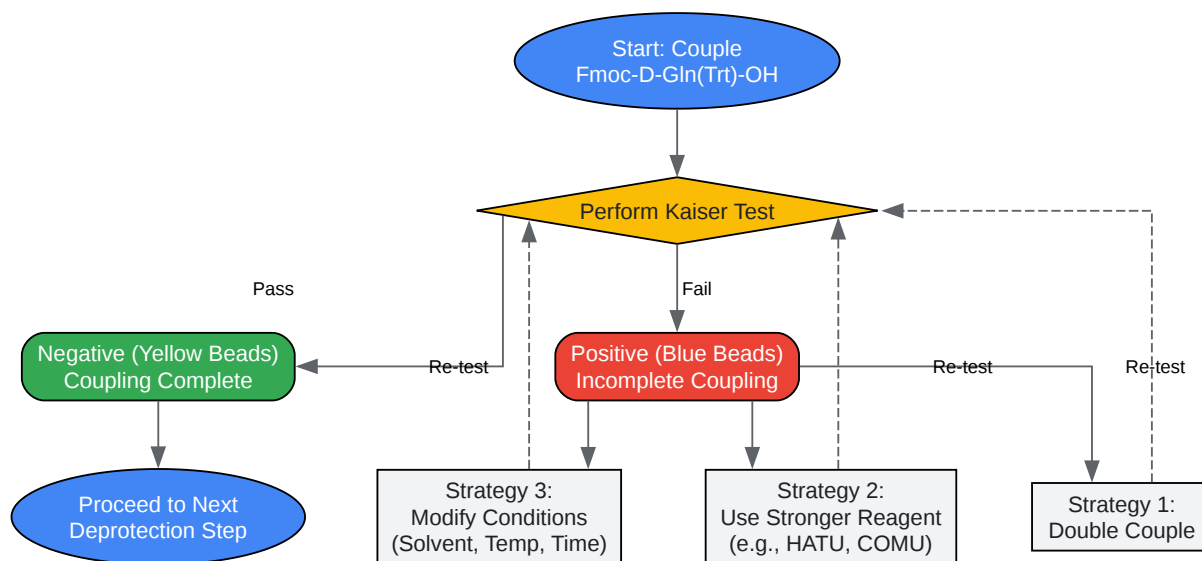 Start: Couple
Fmoc-D-Gln(Trt)-OH
Perform Kaiser Test
Pass
Fail
Negative (Yellow Beads)
Coupling Complete
Re-test
Positive (Blue Beads)
Incomplete Coupling
Re-test
Re-test
Proceed to Next
Deprotection Step
Strategy 3:
Modify Conditions
(Solvent, Temp, Time)
Strategy 2:
Use Stronger Reagent
(e.g., HATU, COMU)
Strategy 1:
Double Couple